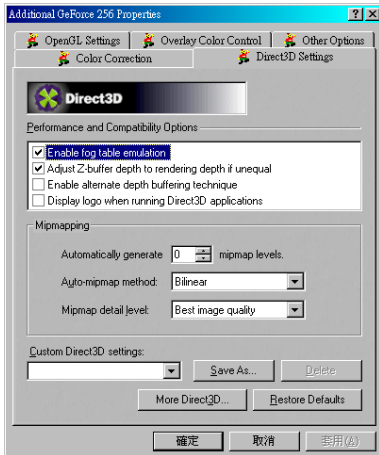 Additional GeForce 256 Properties
OpenGL Settings
Overlay Color Control
Other Options
Color Correction
Direct3D Settings
Direct3D
Performance and Compatibility Options
Enable fog table emulation
Adjust Z-buffer depth to rendering depth if unequal
Enable alternate depth buffering technique
Display logo when running Direct3D applications
Mipmapping
Automatically generate 0 mipmap levels.
Auto-mipmap method: Bilinear
Mipmap detail level: Best image quality
Custom Direct3D settings:
Save As... Delete
More Direct3D... Restore Defaults
確定 取消 套用(A)